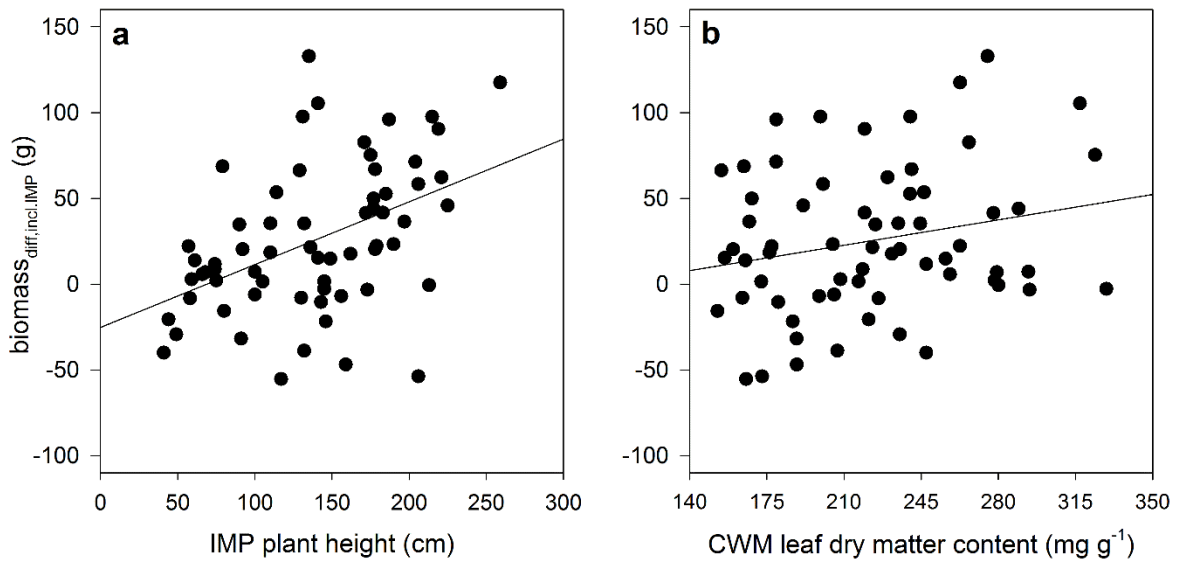 a
b
150
100
50
0
-50
-100
biomass_diff,incl.IMP (g)
0 50 100 150 200 250 300
IMP plant height (cm)
150
100
50
0
-50
-100
140 175 210 245 280 315 350
CWM leaf dry matter content (mg g⁻¹)